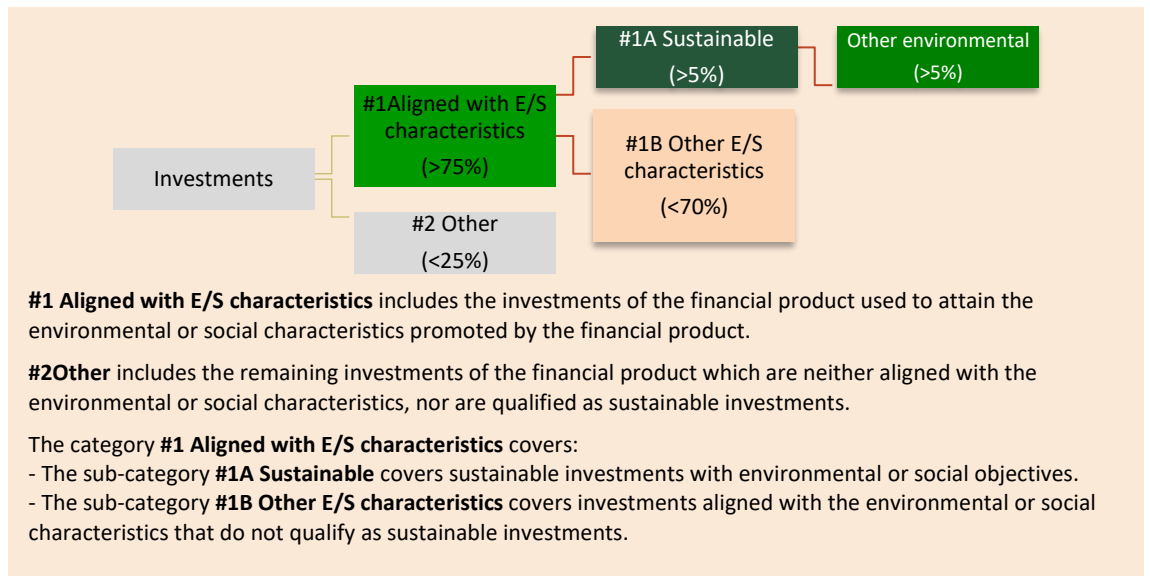 #1A Sustainable
(>5%)
Other environmental
(>5%)
#1Aligned with E/S
characteristics
(>75%)
#1B Other E/S
characteristics
(<70%)
Investments
#2 Other
(<25%)
#1 Aligned with E/S characteristics includes the investments of the financial product used to attain the
environmental or social characteristics promoted by the financial product.
#2Other includes the remaining investments of the financial product which are neither aligned with the
environmental or social characteristics, nor are qualified as sustainable investments.
The category #1 Aligned with E/S characteristics covers:
- The sub-category #1A Sustainable covers sustainable investments with environmental or social objectives.
- The sub-category #1B Other E/S characteristics covers investments aligned with the environmental or social
characteristics that do not qualify as sustainable investments.